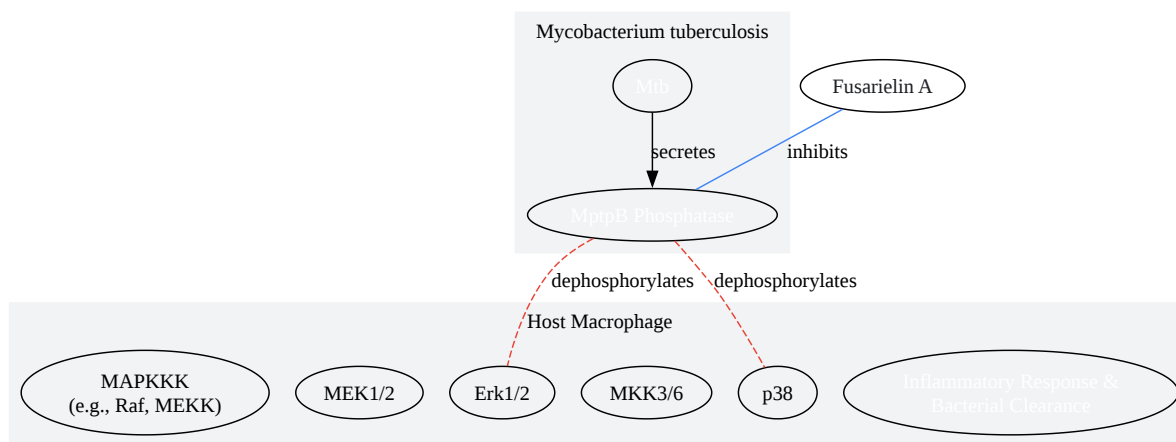 Mycobacterium tuberculosis
Mtb
Fusarielin A
secretes
inhibits
MptpB Phosphatase
dephosphorylates
dephosphorylates
Host Macrophage
MAPKKK
(e.g., Raf, MEKK)
MEK1/2
Erk1/2
MKK3/6
p38
Inflammatory Response &
Bacterial Clearance